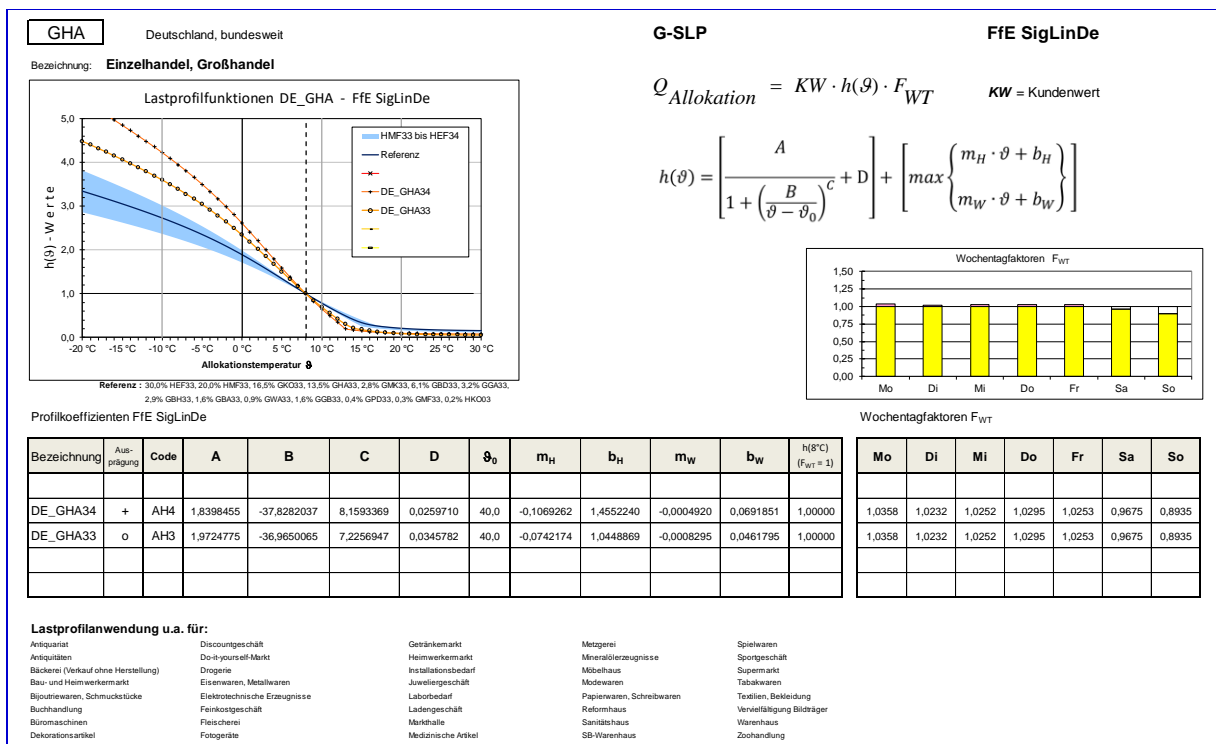 GHA Deutschland, bundesweit G-SLP FfE SigLinDe
Bezeichnung: Einzelhandel, Großhandel
Lastprofilfunktionen DE_GHA - FfE SigLinDe
h(ϑ) - Werte
5,0
4,0
3,0
2,0
1,0
0,0
HMF33 bis HEF34
Referenz
DE_GHA34
DE_GHA33
-20 °C -15 °C -10 °C -5 °C 0 °C 5 °C 10 °C 15 °C 20 °C 25 °C 30 °C
Allokationstemperatur ϑ
Referenz : 30,0% HEF33, 20,0% HMF33, 16,5% GKO33, 13,5% GHA33, 2,8% GMK33, 6,1% GBD33, 3,2% GGA33,
2,9% GBH33, 1,6% GBA33, 0,9% GWA33, 1,6% GGB33, 0,4% GPD33, 0,3% GMF33, 0,2% HKO03
Q_Allokation = KW · h(ϑ) · F_WT KW = Kundenwert
h(ϑ) = [A / (1 + (B / (ϑ − ϑ₀))^C) + D] + [max {m_H · ϑ + b_H
m_W · ϑ + b_W}]
Wochentagfaktoren F_WT
1,50
1,25
1,00
0,75
0,50
0,25
0,00
Mo Di Mi Do Fr Sa So
Profilkoeffizienten FfE SigLinDe
Bezeichnung Aus-prägung Code A B C D ϑ₀ m_H b_H m_W b_W h(8°C) (F_WT = 1)
DE_GHA34 + AH4 1,8398455 -37,8282037 8,1593369 0,0259710 40,0 -0,1069262 1,4552240 -0,0004920 0,0691851 1,00000
DE_GHA33 o AH3 1,9724775 -36,9650065 7,2256947 0,0345782 40,0 -0,0742174 1,0448869 -0,0008295 0,0461795 1,00000
Wochentagfaktoren F_WT
Mo Di Mi Do Fr Sa So
1,0358 1,0232 1,0252 1,0295 1,0253 0,9675 0,8935
1,0358 1,0232 1,0252 1,0295 1,0253 0,9675 0,8935
Lastprofilanwendung u.a. für:
Antiquariat Discountgeschäft Getränkemarkt Metzgerei Spielwaren
Antiquitäten Do-it-yourself-Markt Heimwerkermarkt Mineralölerzeugnisse Sportgeschäft
Bäckerei (Verkauf ohne Herstellung) Drogerie Installationsbedarf Möbelhaus Supermarkt
Bau- und Heimwerkermarkt Eisenwaren, Metallwaren Juweliergeschäft Modewaren Tabakwaren
Bijoutriewaren, Schmuckstücke Elektrotechnische Erzeugnisse Laborbedarf Papierwaren, Schreibwaren Textilien, Bekleidung
Buchhandlung Feinkostgeschäft Ladengeschäft Reformhaus Vervielfältigung Bildträger
Büromaschinen Fleischerei Markthalle Sanitätshaus Warenhaus
Dekorationsartikel Fotogeräte Medizinische Artikel SB-Warenhaus Zoohandlung